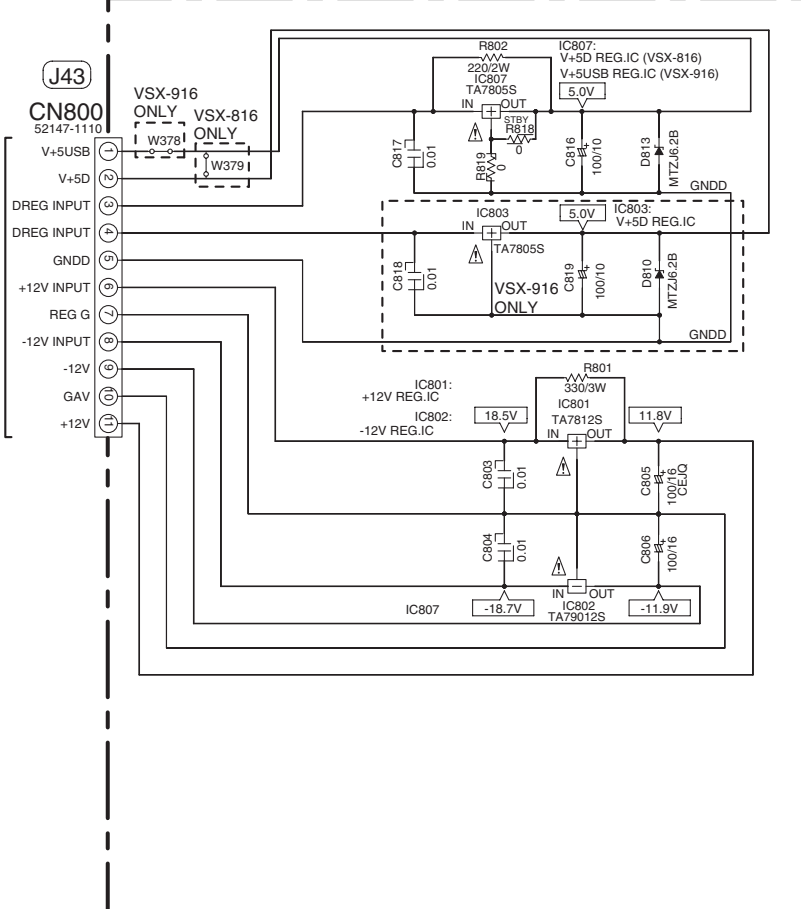 J43
CN800
52147-1110
VSX-916
ONLY
VSX-816
ONLY
W378
W379
V+5USB 1
V+5D 2
DREG INPUT 3
DREG INPUT 4
GNDD 5
+12V INPUT 6
REG G 7
-12V INPUT 8
-12V 9
GAV 10
+12V 11
R802
220/2W
IC807
TA7805S
IN + OUT
STBY
R818
0
R819
0
C817
0.01
IC807:
V+5D REG.IC (VSX-816)
V+5USB REG.IC (VSX-916)
5.0V
C816
100/10
D813
MTZJ6.2B
GNDD
IC803
IN + OUT
TA7805S
5.0V
IC803:
V+5D REG.IC
C818
0.01
VSX-916
ONLY
C819
100/10
D810
MTZJ6.2B
GNDD
R801
330/3W
IC801:
+12V REG.IC
IC802:
-12V REG.IC
IC801
TA7812S
18.5V
IN + OUT
11.8V
C803
0.01
C805
100/16
CEJQ
C804
0.01
C806
100/16
IN - OUT
IC807
-18.7V
IC802
TA79012S
-11.9V